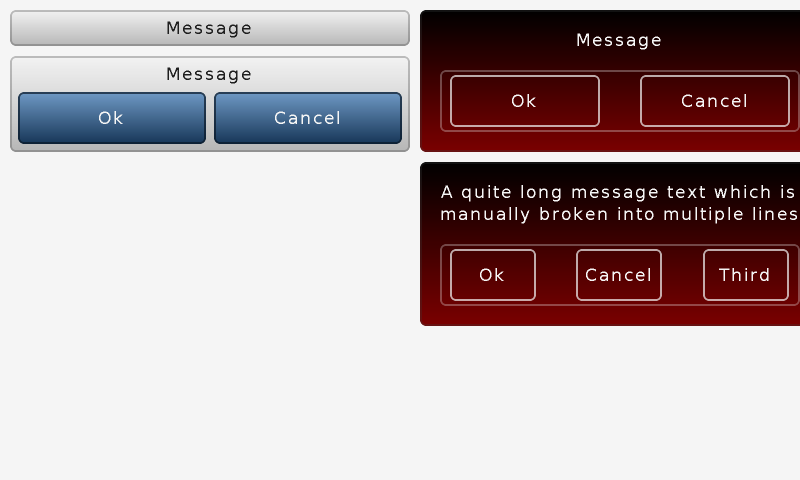 Message
Message
Ok
Cancel
Message
Ok
Cancel
A quite long message text which is
manually broken into multiple lines
Ok
Cancel
Third